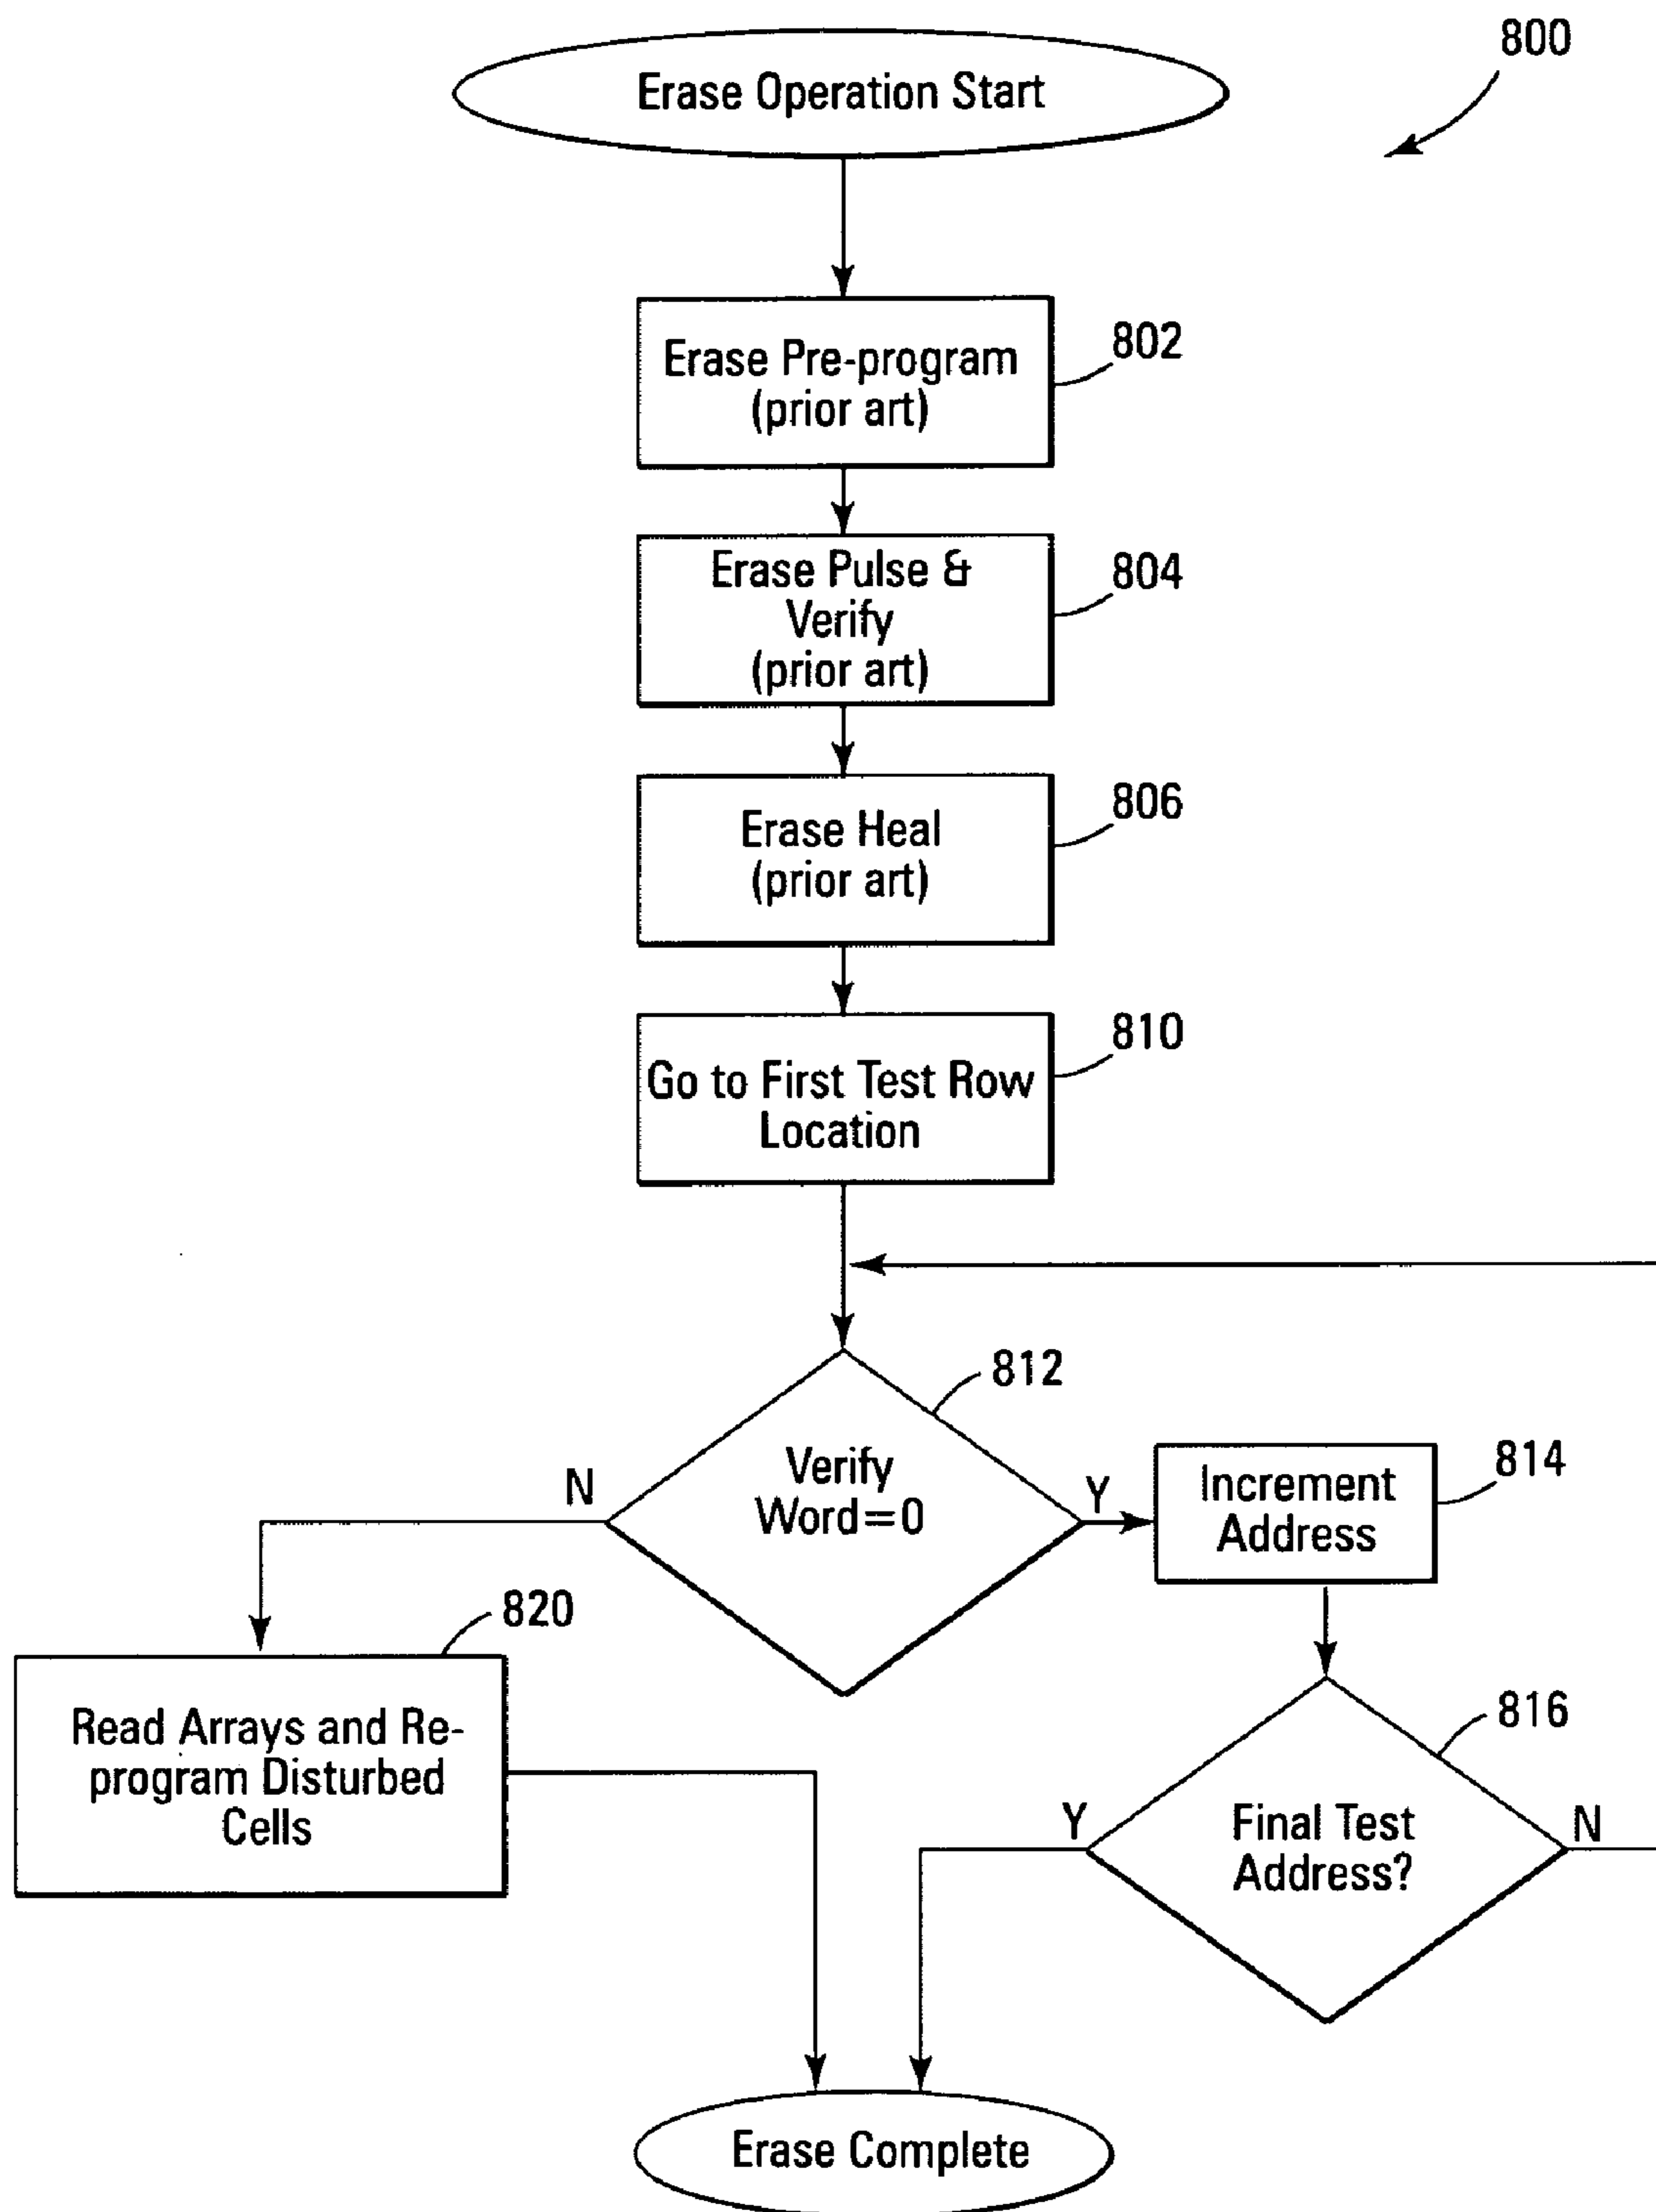 800
Erase Operation Start
802
Erase Pre-program
(prior art)
804
Erase Pulse &
Verify
(prior art)
806
Erase Heal
(prior art)
810
Go to First Test Row
Location
812
Verify
Word=0
N
Y
814
Increment
Address
820
Read Arrays and Re-
program Disturbed
Cells
816
Final Test
Address?
Y
N
Erase Complete